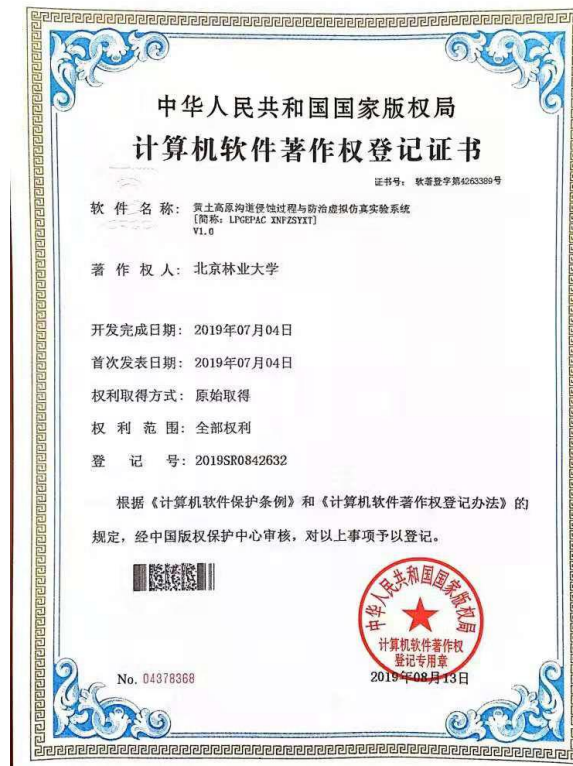 中华人民共和国国家版权局
计算机软件著作权登记证书
证书号： 软著登字第4263389号
软件名称： 黄土高原沟道侵蚀过程与防治虚拟仿真实验系统
[简称：LPGEPAC XNFZSYXT]
V1.0
著作权人： 北京林业大学
开发完成日期： 2019年07月04日
首次发表日期： 2019年07月04日
权利取得方式： 原始取得
权利范围： 全部权利
登记号： 2019SR0842632
根据《计算机软件保护条例》和《计算机软件著作权登记办法》的
规定，经中国版权保护中心审核，对以上事项予以登记。
中华人民共和国国家版权局
计算机软件著作权
登记专用章
No. 04378368
2019年08月13日